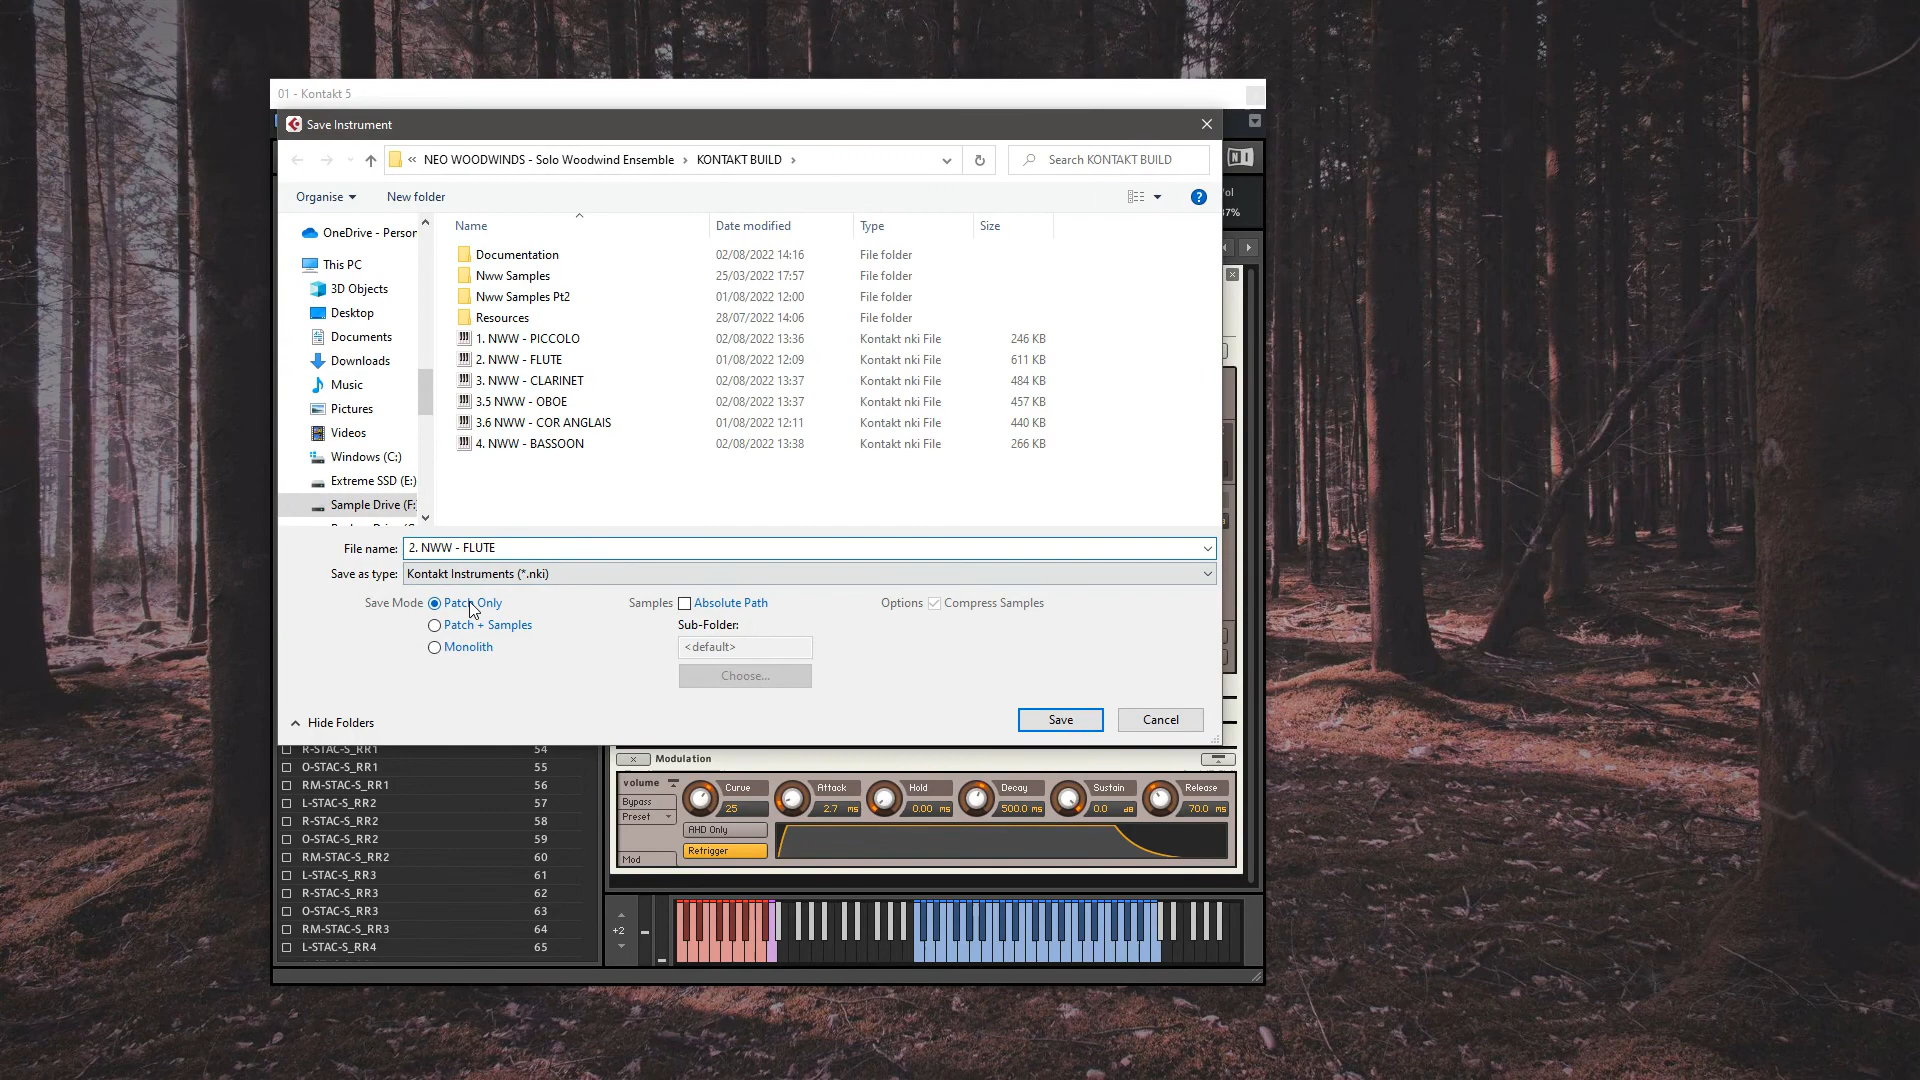 01 - Kontakt 5
Save Instrument
« NEO WOODWINDS - Solo Woodwind Ensemble › KONTAKT BUILD ›
Search KONTAKT BUILD
Organise
New folder
Name Date modified Type Size
OneDrive - Person
This PC
3D Objects
Desktop
Documents
Downloads
Music
Pictures
Videos
Windows (C:)
Extreme SSD (E:)
Sample Drive (F:
Documentation 02/08/2022 14:16 File folder
Nww Samples 25/03/2022 17:57 File folder
Nww Samples Pt2 01/08/2022 12:00 File folder
Resources 28/07/2022 14:06 File folder
1. NWW - PICCOLO 02/08/2022 13:36 Kontakt nki File 246 KB
2. NWW - FLUTE 01/08/2022 12:09 Kontakt nki File 611 KB
3. NWW - CLARINET 02/08/2022 13:37 Kontakt nki File 484 KB
3.5 NWW - OBOE 02/08/2022 13:37 Kontakt nki File 457 KB
3.6 NWW - COR ANGLAIS 01/08/2022 12:11 Kontakt nki File 440 KB
4. NWW - BASSOON 02/08/2022 13:38 Kontakt nki File 266 KB
File name: 2. NWW - FLUTE
Save as type: Kontakt Instruments (*.nki)
Save Mode Patch Only Samples Absolute Path Options Compress Samples
Patch + Samples Sub-Folder:
Monolith <default>
Choose...
Hide Folders
Save Cancel
NI
37%
R-STAC-S_RR1 54
O-STAC-S_RR1 55
RM-STAC-S_RR1 56
L-STAC-S_RR2 57
R-STAC-S_RR2 58
O-STAC-S_RR2 59
RM-STAC-S_RR2 60
L-STAC-S_RR3 61
R-STAC-S_RR3 62
O-STAC-S_RR3 63
RM-STAC-S_RR3 64
L-STAC-S_RR4 65
Modulation
volume
Bypass
Preset
Mod
Curve 25
Attack 2.7 ms
Hold 0.00 ms
Decay 500.0 ms
Sustain 0.0 dB
Release 70.0 ms
AHD Only
Retrigger
+2